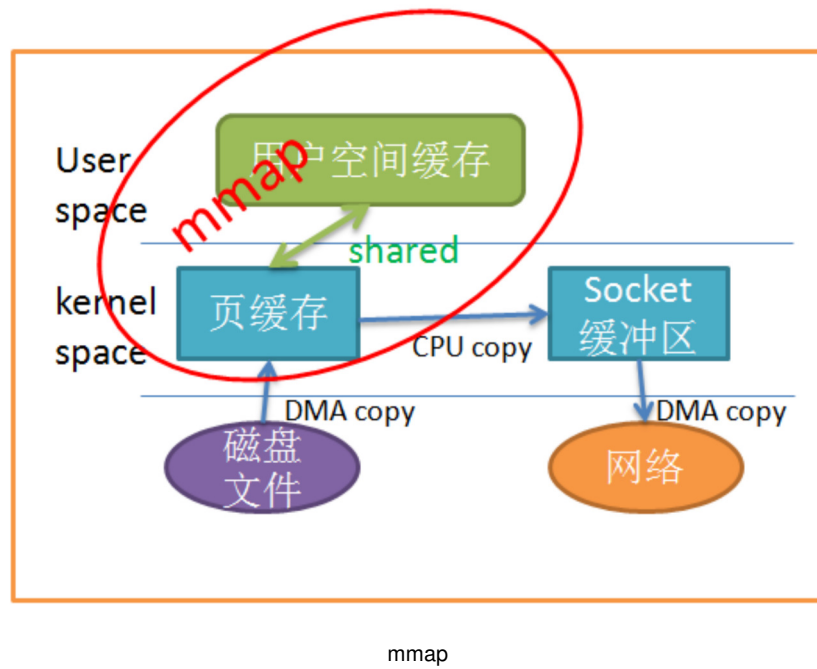 User
space
用户空间缓存
mmap
shared
kernel
space
页缓存
CPU copy
Socket
缓冲区
DMA copy
DMA copy
磁盘
文件
网络
mmap